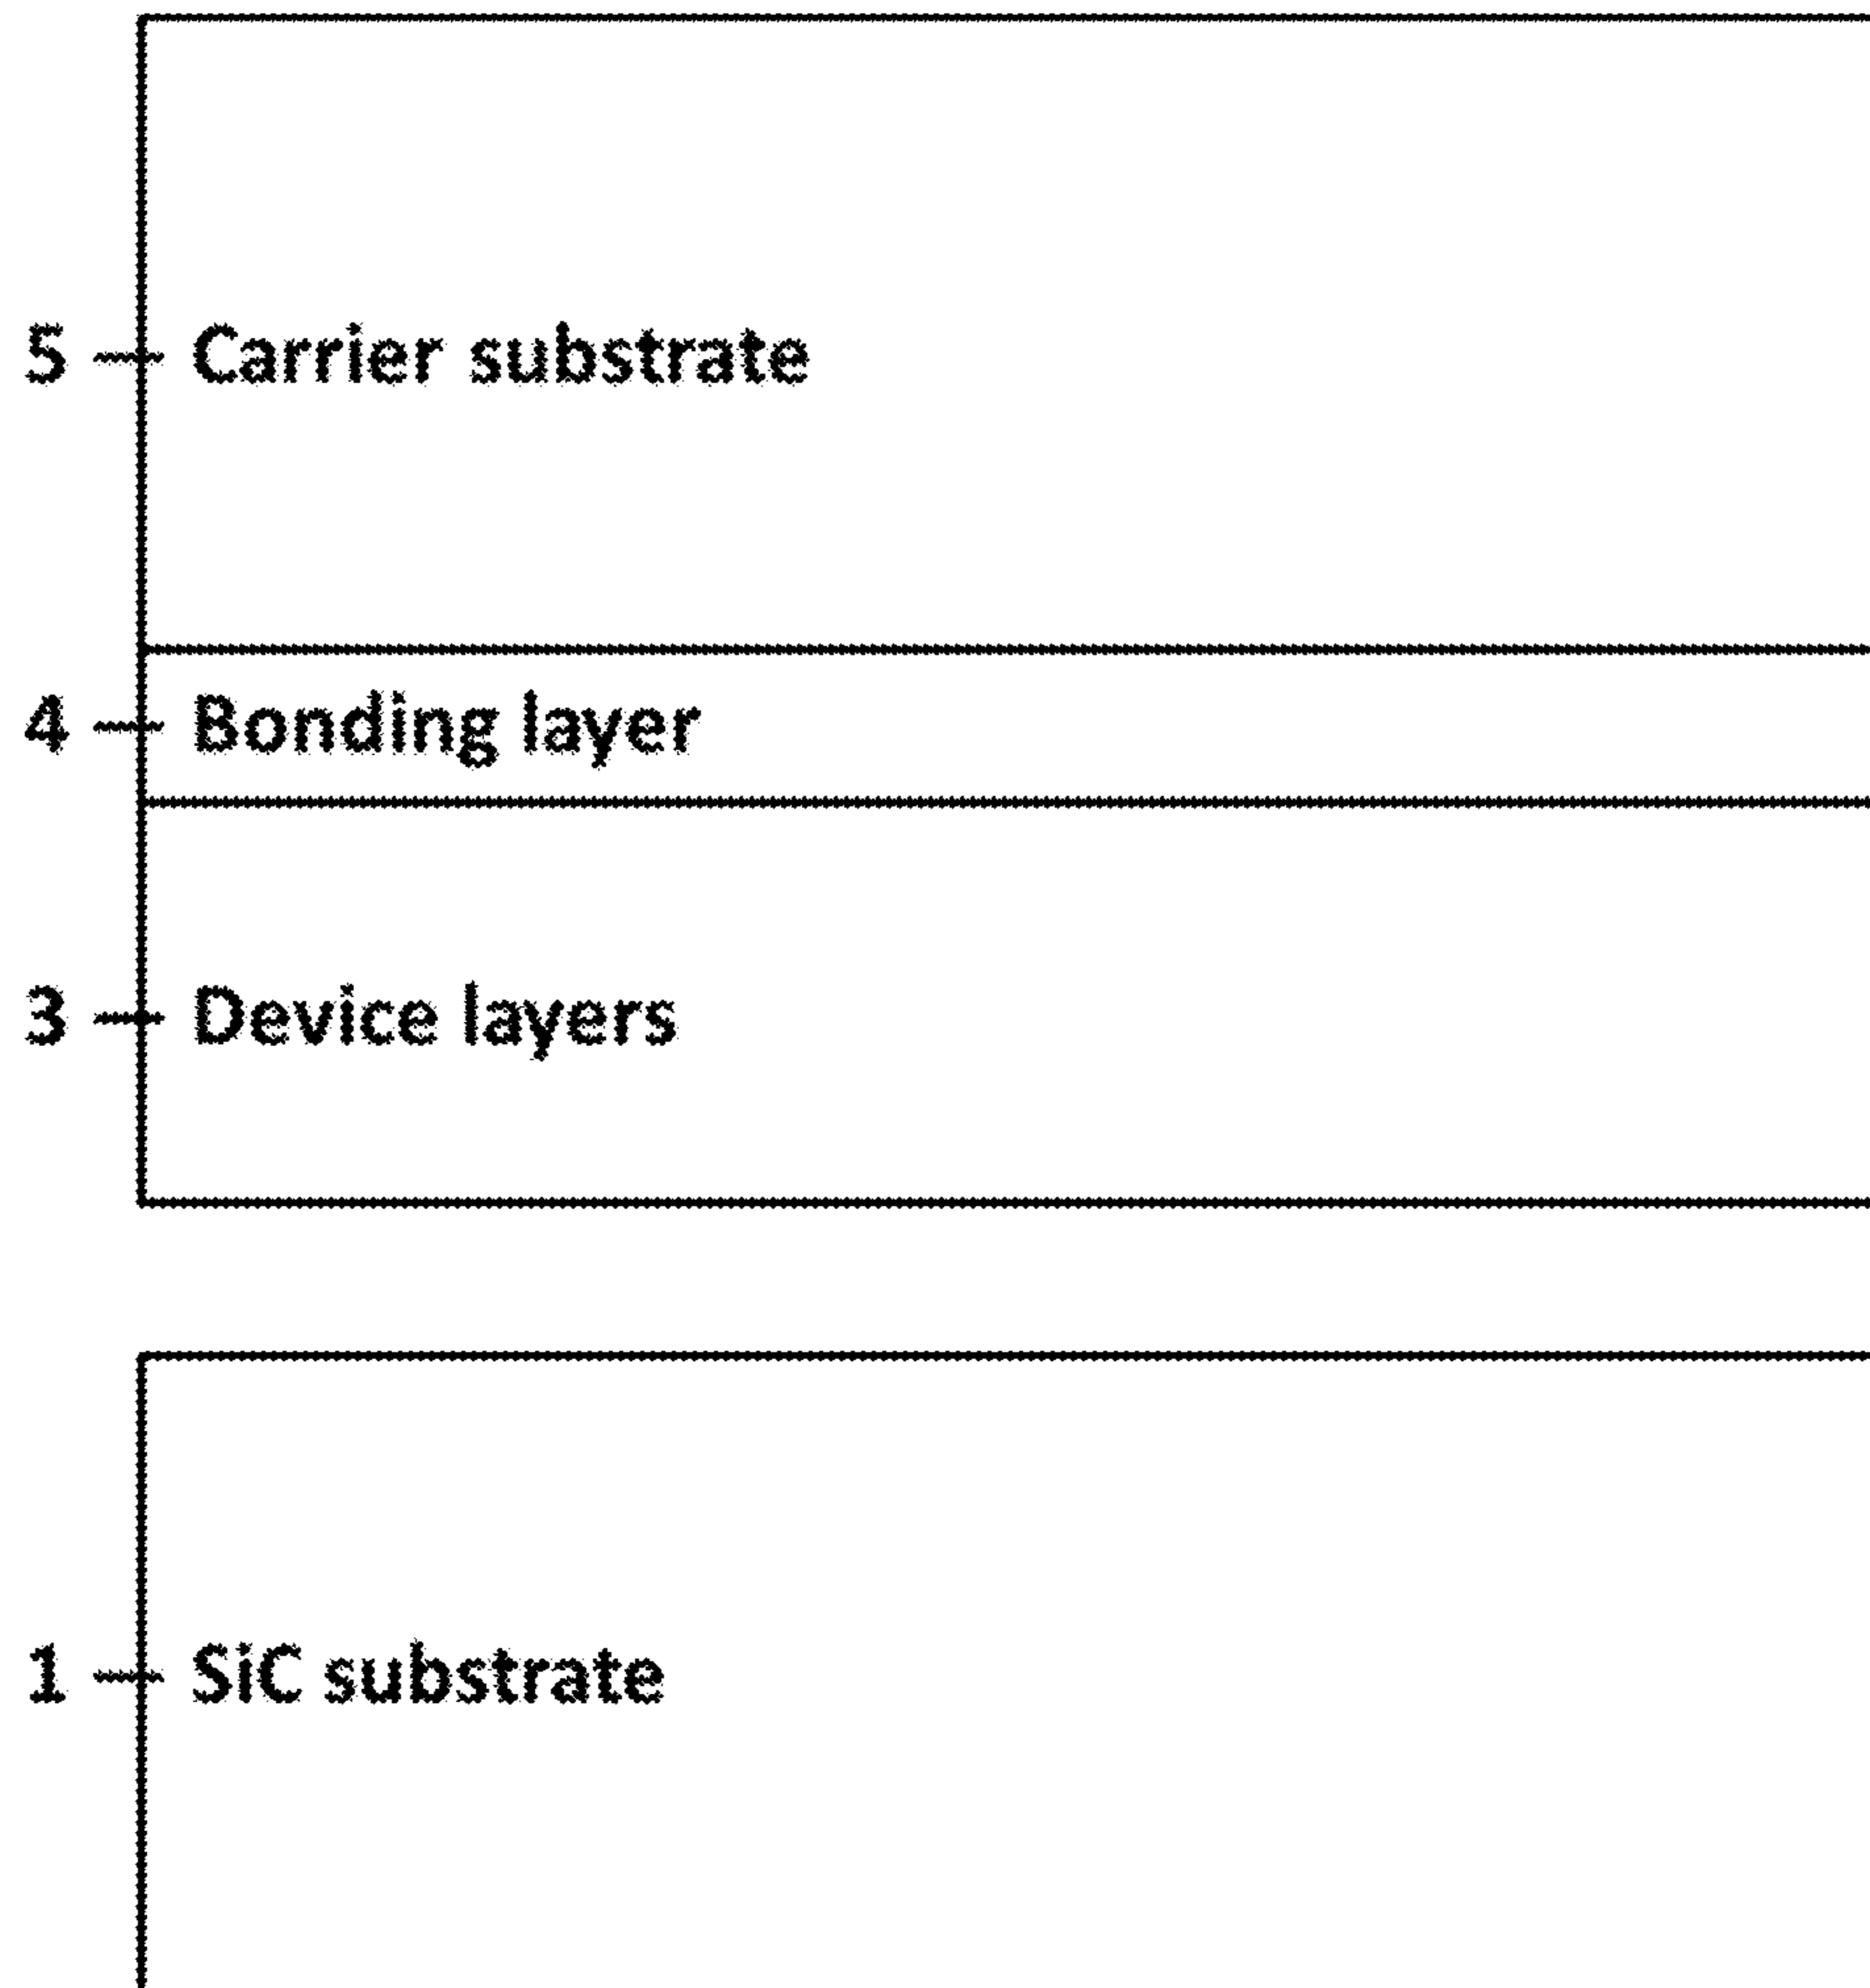 5 Carrier substrate
4 Bonding layer
3 Device layers
1 SiC substrate